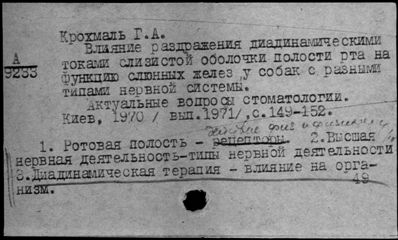 Крохмаль Г.А.
Влияние раздражения диадинамическими
А
9233
токами слизистой оболочки полости рта на
функцию слюнных желез у собак с разными
типами нервной системы.
Актуальные вопросы стоматологии.
Киев, 1970 / вып.1971/,с.149-152.
1. Ротовая полость - рецепторы. 2.Высшая
нервная деятельность-типы нервной деятельности
3.Диадинамическая терапия - влияние на орга-
низм. 49